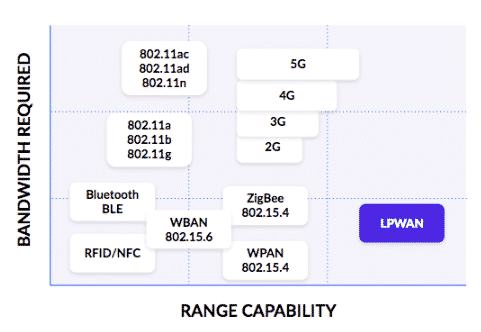 BANDWIDTH REQUIRED
802.11ac
802.11ad
802.11n
5G
4G
3G
2G
802.11a
802.11b
802.11g
Bluetooth
BLE
WBAN
802.15.6
ZigBee
802.15.4
LPWAN
RFID/NFC
WPAN
802.15.4
RANGE CAPABILITY